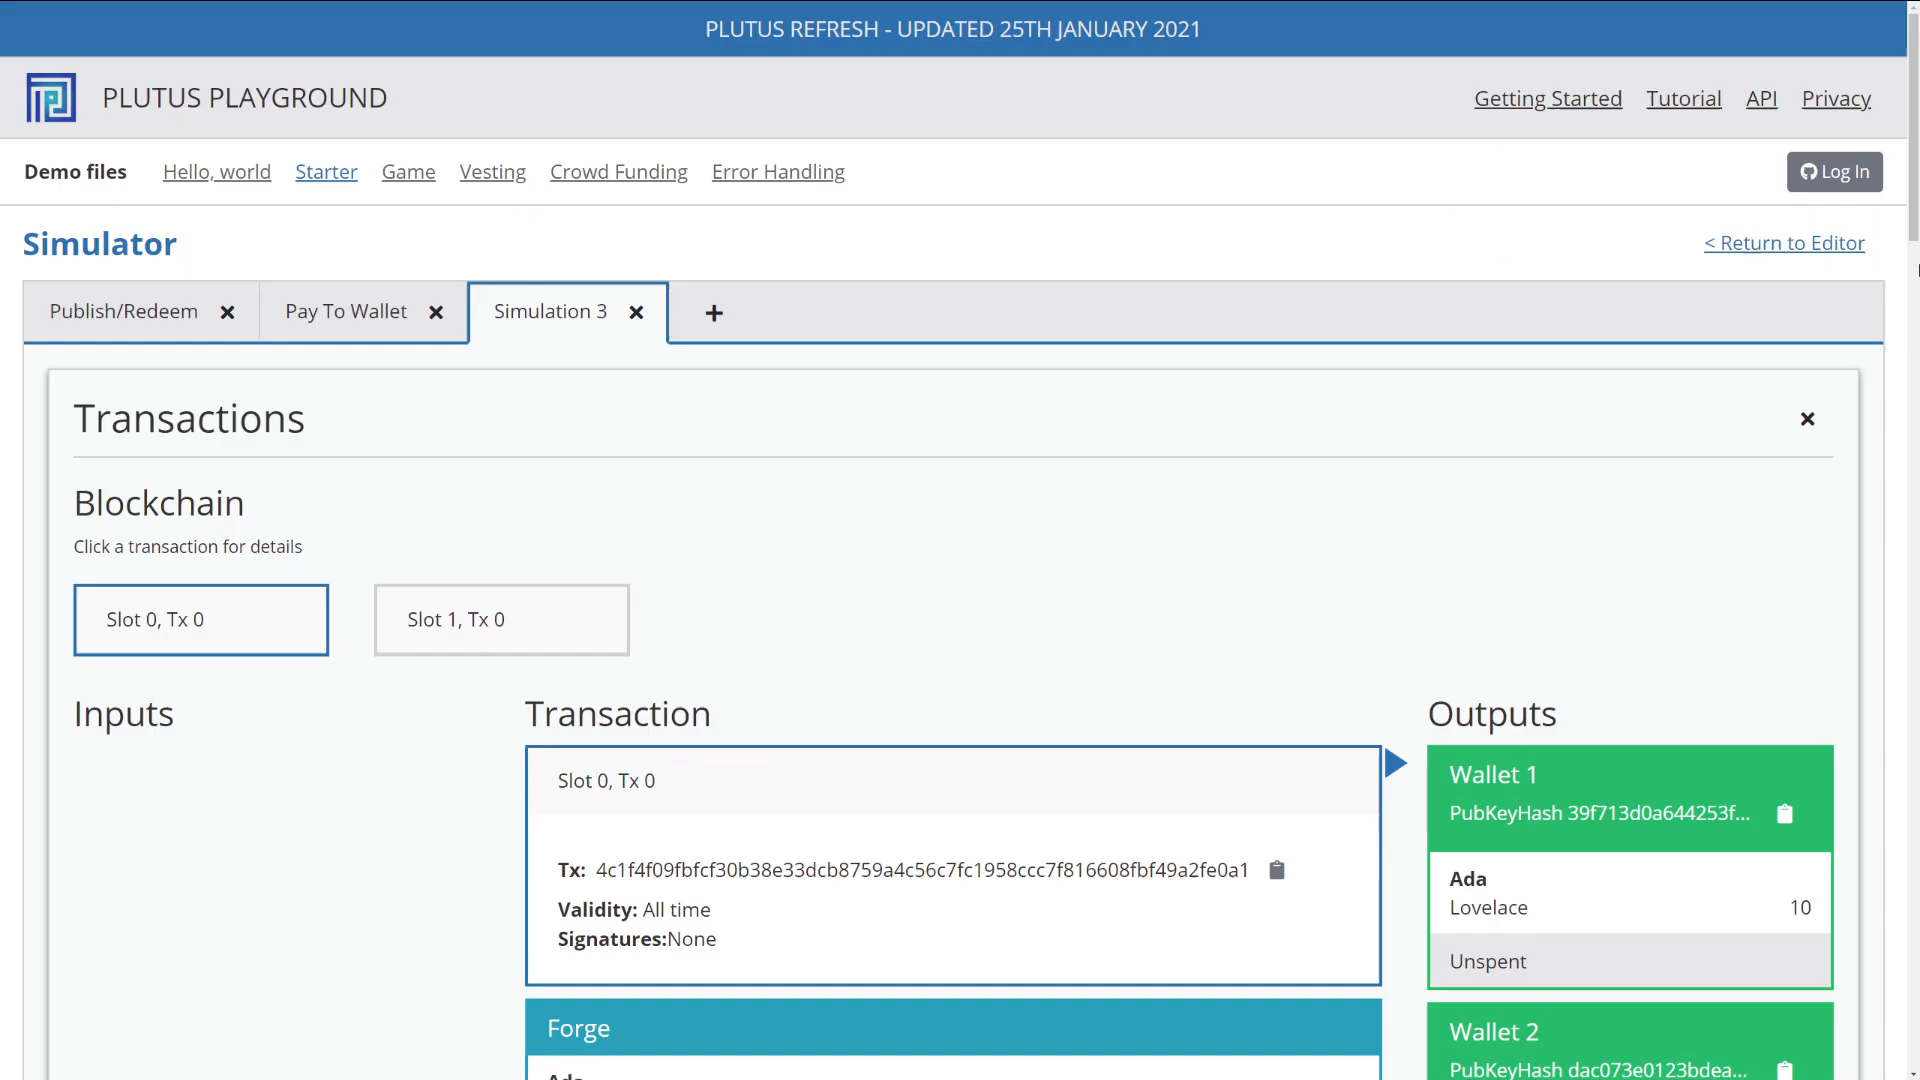 PLUTUS REFRESH - UPDATED 25TH JANUARY 2021
PLUTUS PLAYGROUND
Getting Started Tutorial API Privacy
Demo files Hello, world Starter Game Vesting Crowd Funding Error Handling
Log In
Simulator
< Return to Editor
Publish/Redeem Pay To Wallet Simulation 3
Transactions
Blockchain
Click a transaction for details
Slot 0, Tx 0
Slot 1, Tx 0
Inputs
Transaction
Slot 0, Tx 0
Tx: 4c1f4f09fbfcf30b38e33dcb8759a4c56c7fc1958ccc7f816608fbf49a2fe0a1
Validity: All time
Signatures:None
Forge
Ada
Outputs
Wallet 1
PubKeyHash 39f713d0a644253f...
Ada
Lovelace 10
Unspent
Wallet 2
PubKeyHash dac073e0123bdea...